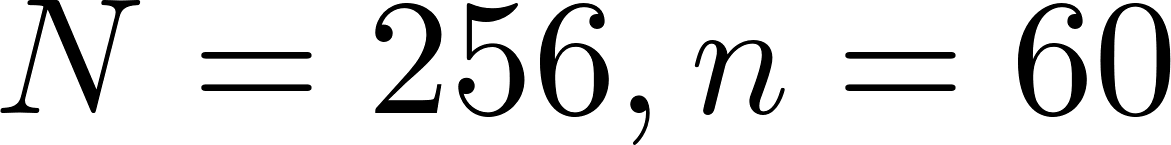 N = 256, n = 60